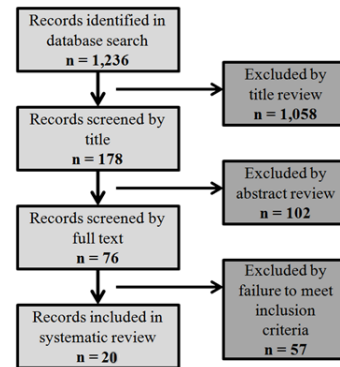 Records identified in
database search
n = 1,236
Excluded by
title review
n = 1,058
Records screened by
title
n = 178
Excluded by
abstract review
n = 102
Records screened by
full text
n = 76
Excluded by
failure to meet
inclusion
criteria
n = 57
Records included in
systematic review
n = 20